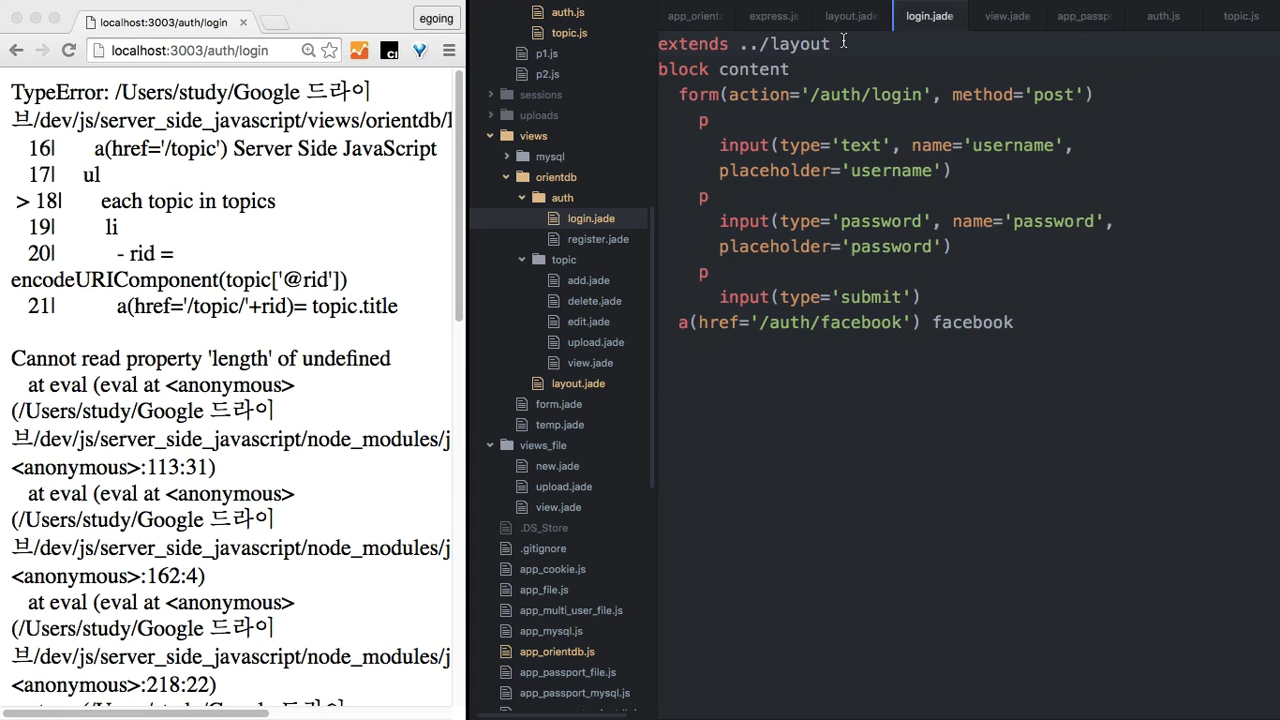 localhost:3003/auth/login
egoing
localhost:3003/auth/login
TypeError: /Users/study/Google 드라이
브/dev/js/server_side_javascript/views/orientdb/l
16| a(href='/topic') Server Side JavaScript
17| ul
> 18| each topic in topics
19| li
20| - rid =
encodeURIComponent(topic['@rid'])
21| a(href='/topic/'+rid)= topic.title
Cannot read property 'length' of undefined
at eval (eval at <anonymous>
(/Users/study/Google 드라이
브/dev/js/server_side_javascript/node_modules/j
<anonymous>:113:31)
at eval (eval at <anonymous>
(/Users/study/Google 드라이
브/dev/js/server_side_javascript/node_modules/j
<anonymous>:162:4)
at eval (eval at <anonymous>
(/Users/study/Google 드라이
브/dev/js/server_side_javascript/node_modules/j
<anonymous>:218:22)
auth.js
topic.js
p1.js
p2.js
sessions
uploads
views
mysql
orientdb
auth
login.jade
register.jade
topic
add.jade
delete.jade
edit.jade
upload.jade
view.jade
layout.jade
form.jade
temp.jade
views_file
new.jade
upload.jade
view.jade
.DS_Store
.gitignore
app_cookie.js
app_file.js
app_multi_user_file.js
app_mysql.js
app_orientdb.js
app_passport_file.js
app_passport_mysql.js
app_orient express.js layout.jade login.jade view.jade app_passp auth.js topic.js
extends ../layout
block content
form(action='/auth/login', method='post')
p
input(type='text', name='username',
placeholder='username')
p
input(type='password', name='password',
placeholder='password')
p
input(type='submit')
a(href='/auth/facebook') facebook